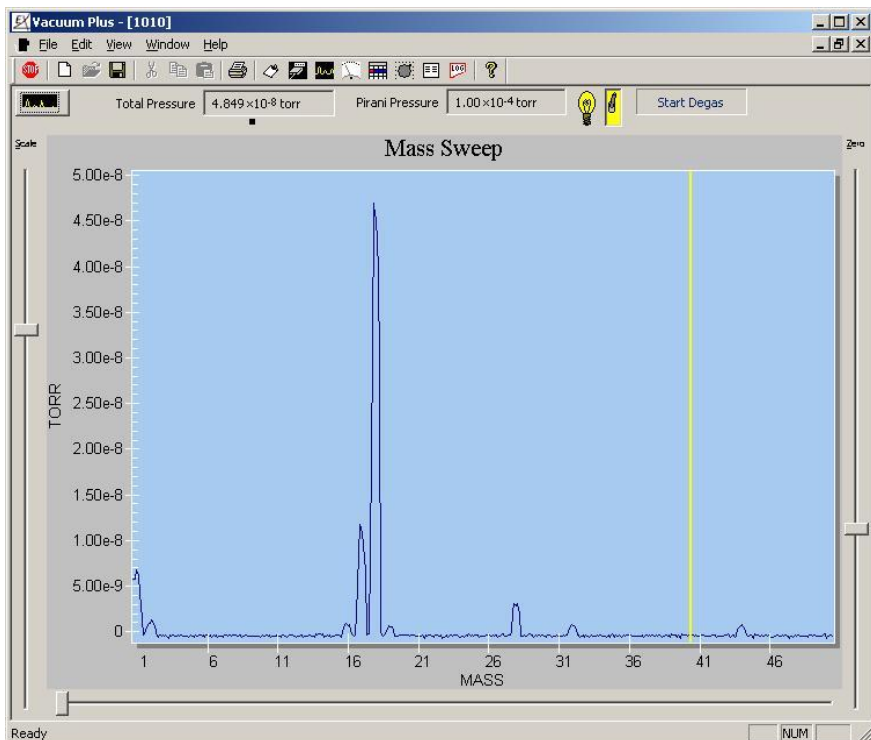 Vacuum Plus - [1010]
File Edit View Window Help
STOP LOG ?
Total Pressure 4.849×10-8 torr Pirani Pressure 1.00×10-4 torr Start Degas
Scale Zero
Mass Sweep
5.00e-8
4.50e-8
4.00e-8
3.50e-8
3.00e-8
2.50e-8
2.00e-8
1.50e-8
1.00e-8
5.00e-9
0
TORR
1 6 11 16 21 26 31 36 41 46
MASS
Ready NUM